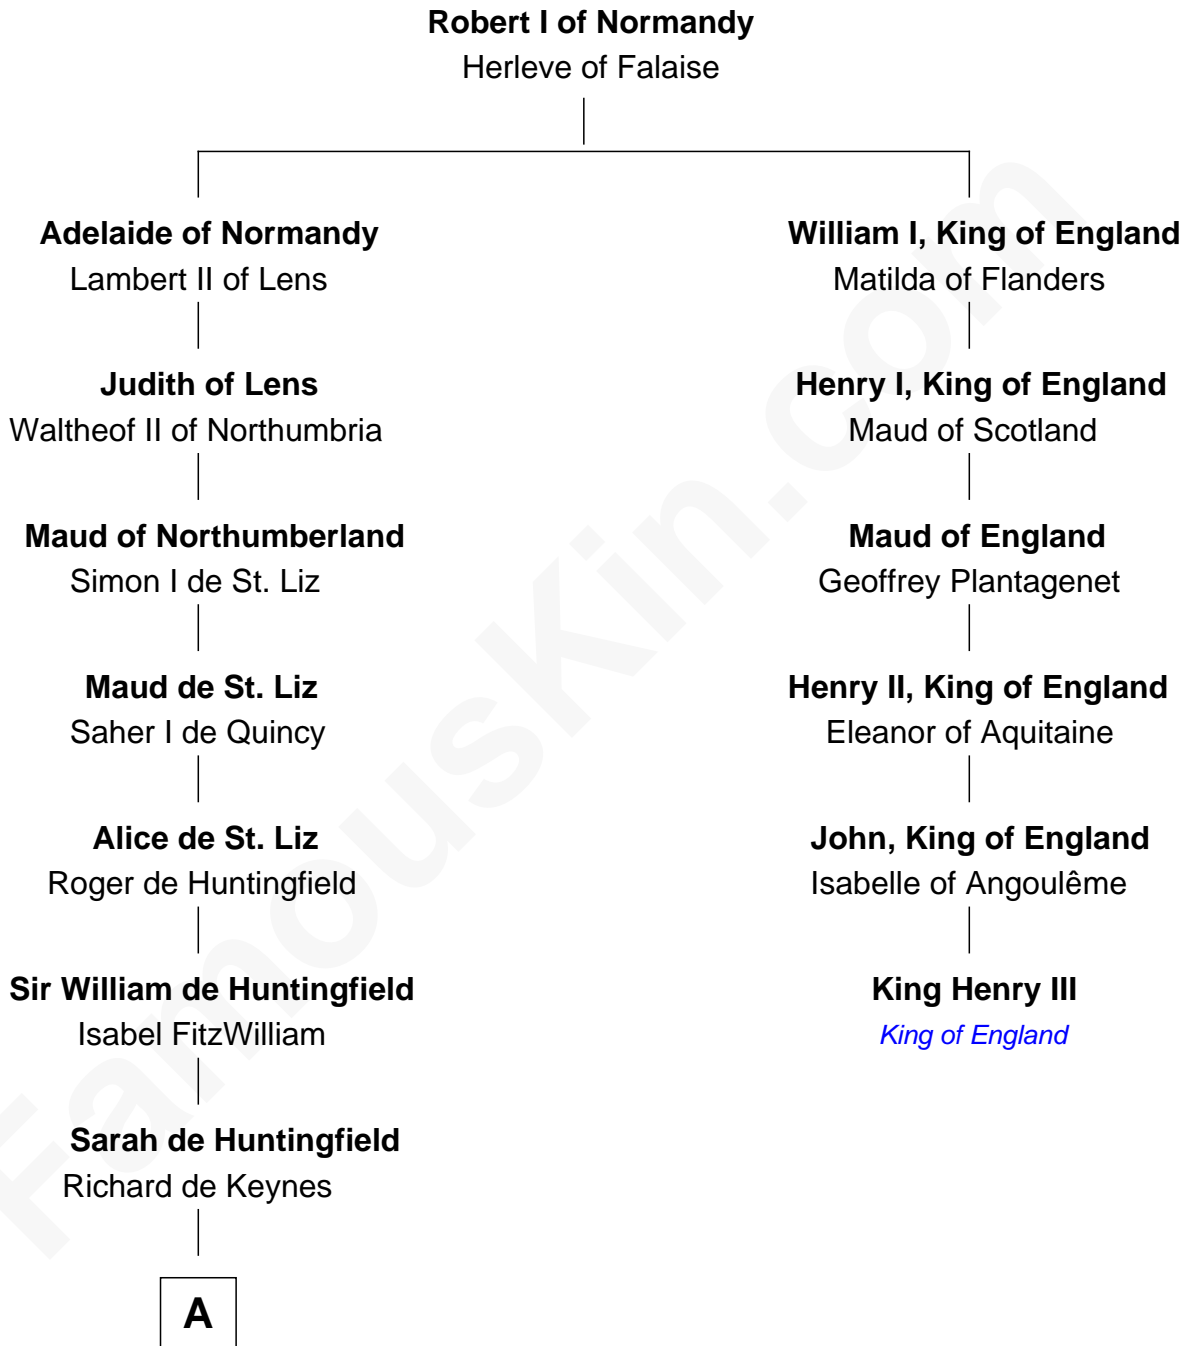 Robert I of Normandy
Herleve of Falaise
Adelaide of Normandy
Lambert II of Lens
William I, King of England
Matilda of Flanders
Judith of Lens
Waltheof II of Northumbria
Henry I, King of England
Maud of Scotland
Maud of Northumberland
Simon I de St. Liz
Maud of England
Geoffrey Plantagenet
Maud de St. Liz
Saher I de Quincy
Henry II, King of England
Eleanor of Aquitaine
Alice de St. Liz
Roger de Huntingfield
John, King of England
Isabelle of Angoulême
Sir William de Huntingfield
Isabel FitzWilliam
King Henry III
King of England
Sarah de Huntingfield
Richard de Keynes
A
FamousKin.com